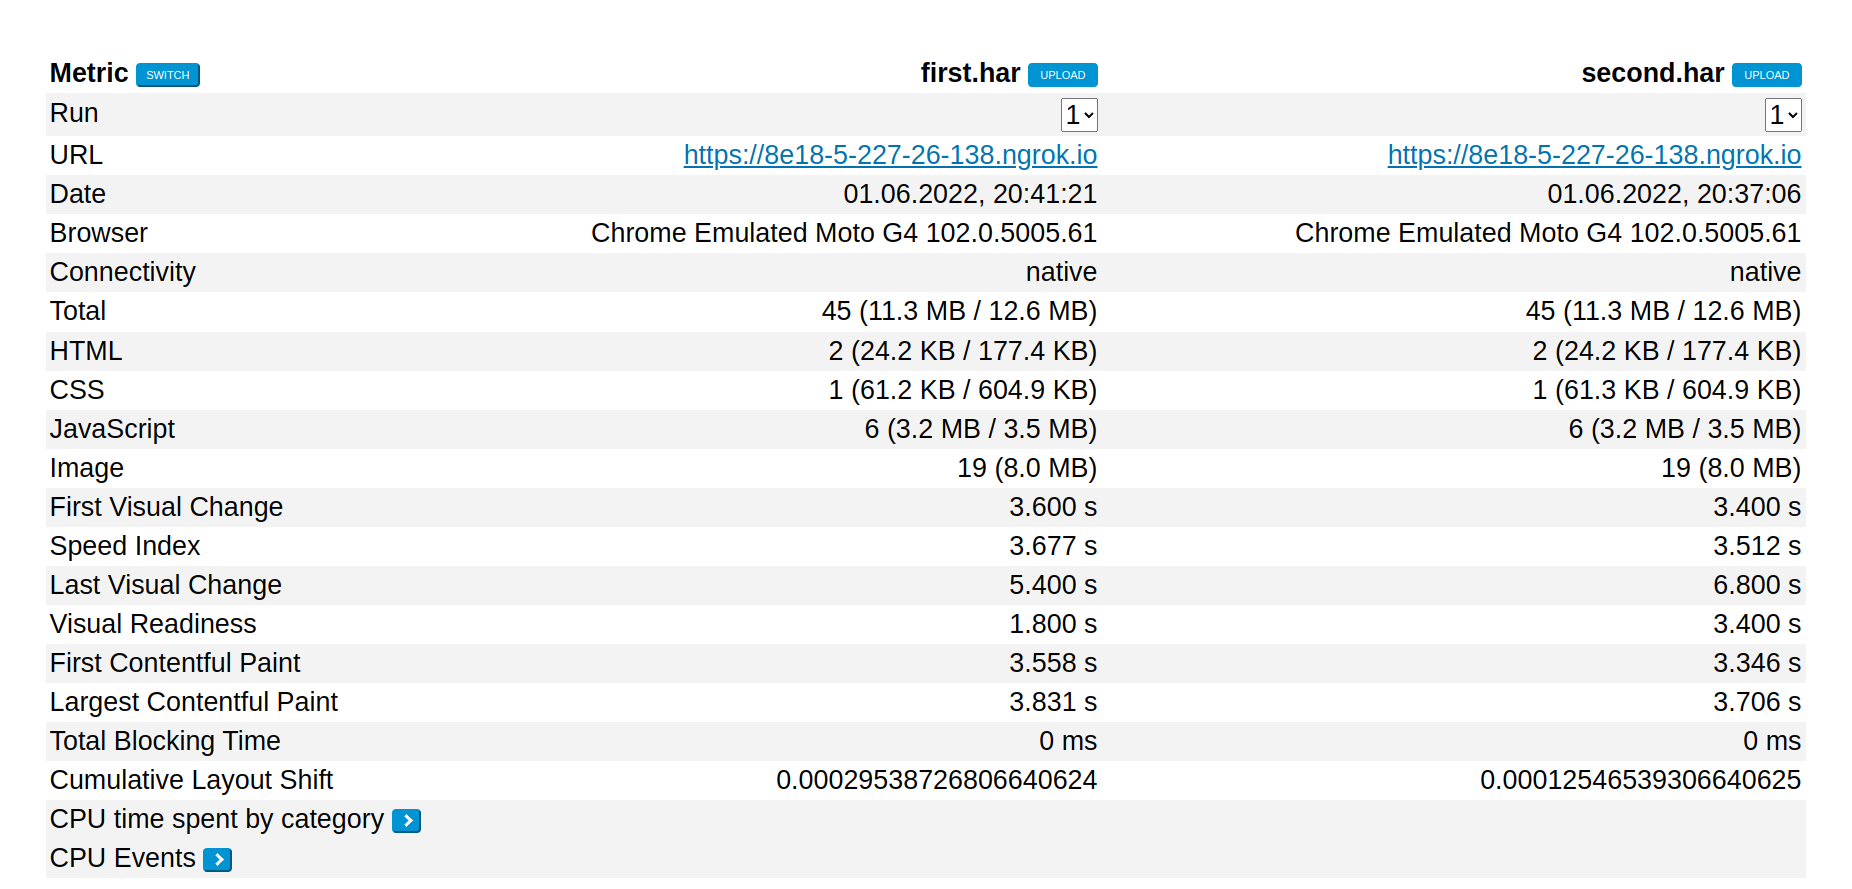 Metric SWITCH first.har UPLOAD second.har UPLOAD
Run 1 1
URL https://8e18-5-227-26-138.ngrok.io https://8e18-5-227-26-138.ngrok.io
Date 01.06.2022, 20:41:21 01.06.2022, 20:37:06
Browser Chrome Emulated Moto G4 102.0.5005.61 Chrome Emulated Moto G4 102.0.5005.61
Connectivity native native
Total 45 (11.3 MB / 12.6 MB) 45 (11.3 MB / 12.6 MB)
HTML 2 (24.2 KB / 177.4 KB) 2 (24.2 KB / 177.4 KB)
CSS 1 (61.2 KB / 604.9 KB) 1 (61.3 KB / 604.9 KB)
JavaScript 6 (3.2 MB / 3.5 MB) 6 (3.2 MB / 3.5 MB)
Image 19 (8.0 MB) 19 (8.0 MB)
First Visual Change 3.600 s 3.400 s
Speed Index 3.677 s 3.512 s
Last Visual Change 5.400 s 6.800 s
Visual Readiness 1.800 s 3.400 s
First Contentful Paint 3.558 s 3.346 s
Largest Contentful Paint 3.831 s 3.706 s
Total Blocking Time 0 ms 0 ms
Cumulative Layout Shift 0.00029538726806640624 0.00012546539306640625
CPU time spent by category
CPU Events